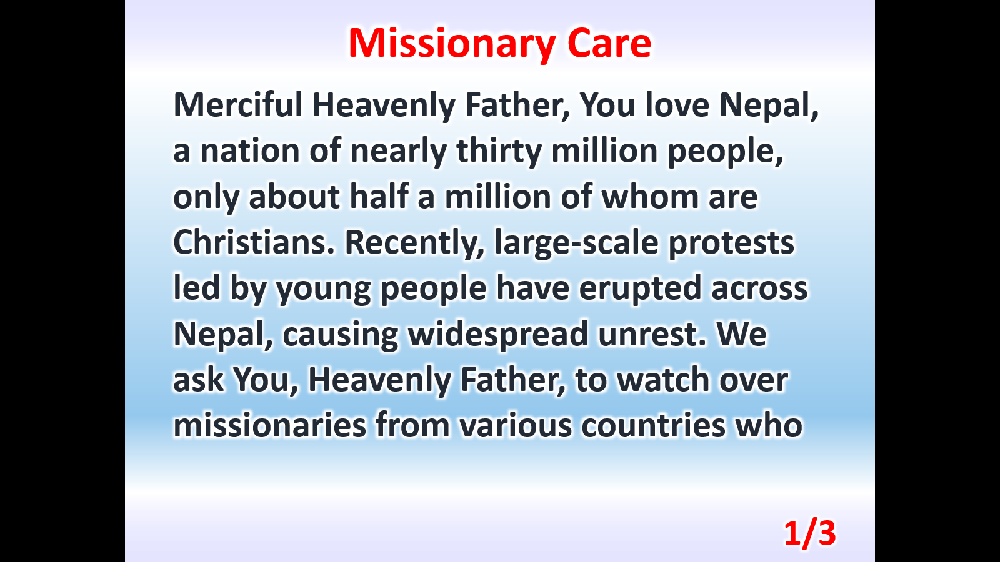 Missionary Care
Merciful Heavenly Father, You love Nepal,
a nation of nearly thirty million people,
only about half a million of whom are
Christians. Recently, large-scale protests
led by young people have erupted across
Nepal, causing widespread unrest. We
ask You, Heavenly Father, to watch over
missionaries from various countries who
1/3